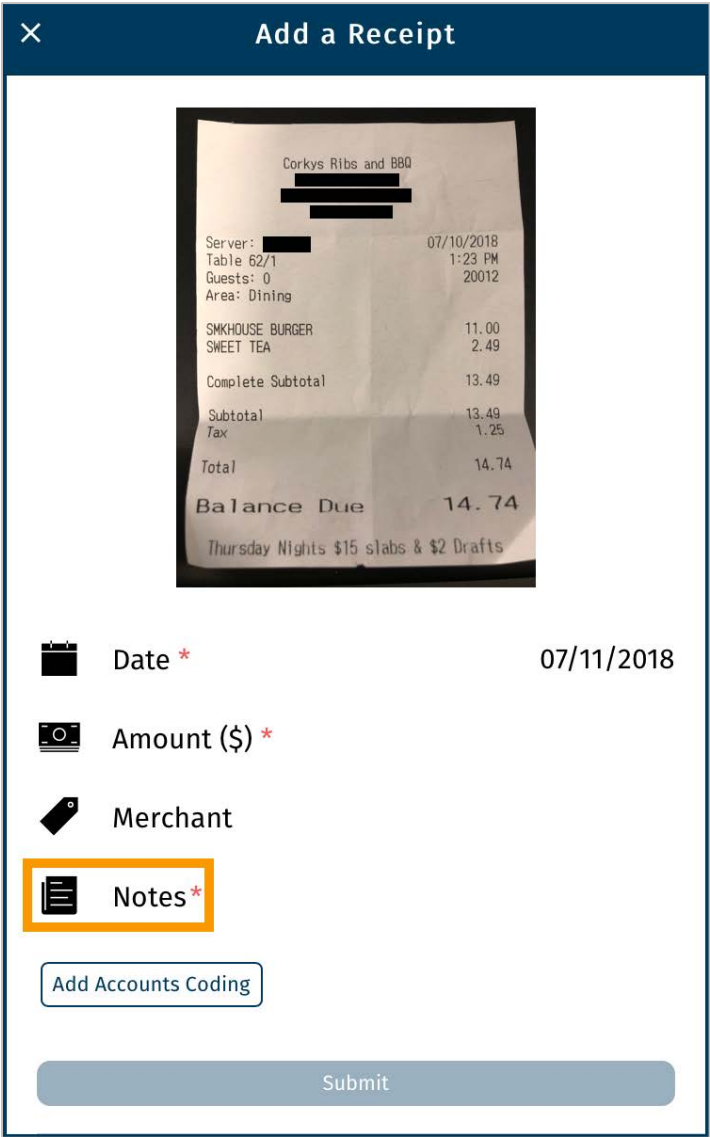 Add a Receipt
Corkys Ribs and BBQ
Server:
07/10/2018
Table 62/1
1:23 PM
Guests: 0
20012
Area: Dining
SMKHOUSE BURGER 11.00
SWEET TEA 2.49
Complete Subtotal 13.49
Subtotal 13.49
Tax 1.25
Total 14.74
Balance Due 14.74
Thursday Nights $15 slabs & $2 Drafts
Date * 07/11/2018
Amount ($) *
Merchant
Notes*
Add Accounts Coding
Submit